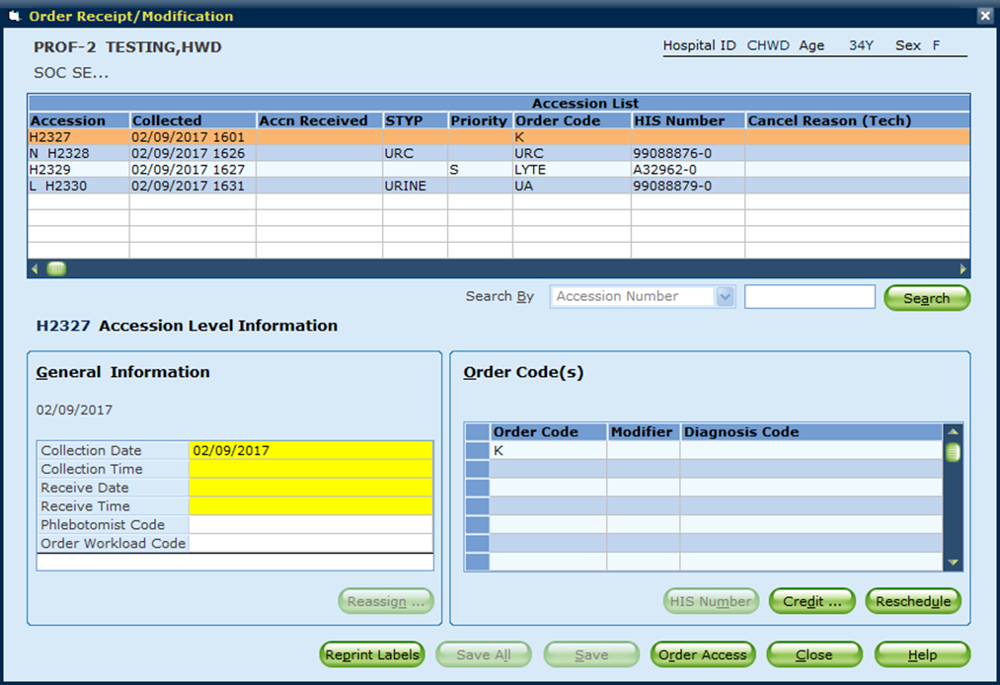 Order Receipt/Modification
PROF-2 TESTING,HWD
Hospital ID CHWD Age 34Y Sex F
SOC SE...
Accession List
Accession Collected Accn Received STYP Priority Order Code HIS Number Cancel Reason (Tech)
H2327 02/09/2017 1601 K
N H2328 02/09/2017 1626 URC URC 99088876-0
H2329 02/09/2017 1627 S LYTE A32962-0
L H2330 02/09/2017 1631 URINE UA 99088879-0
Search By Accession Number Search
H2327 Accession Level Information
General Information
02/09/2017
Collection Date 02/09/2017
Collection Time
Receive Date
Receive Time
Phlebotomist Code
Order Workload Code
Reassign ...
Order Code(s)
Order Code Modifier Diagnosis Code
K
HIS Number Credit ... Reschedule
Reprint Labels Save All Save Order Access Close Help